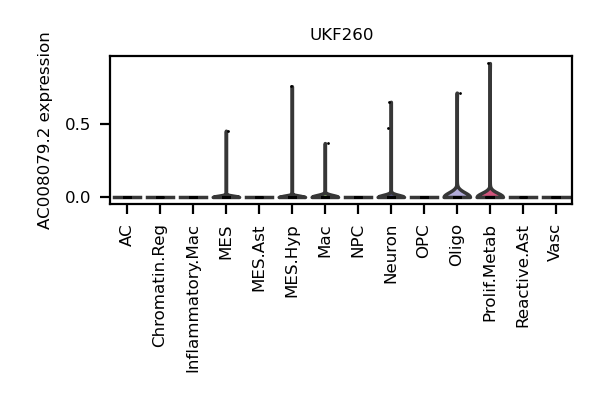 UKF260
AC008079.2 expression
0.5
0.0
AC
Chromatin.Reg
Inflammatory.Mac
MES
MES.Ast
MES.Hyp
Mac
NPC
Neuron
OPC
Oligo
Prolif.Metab
Reactive.Ast
Vasc